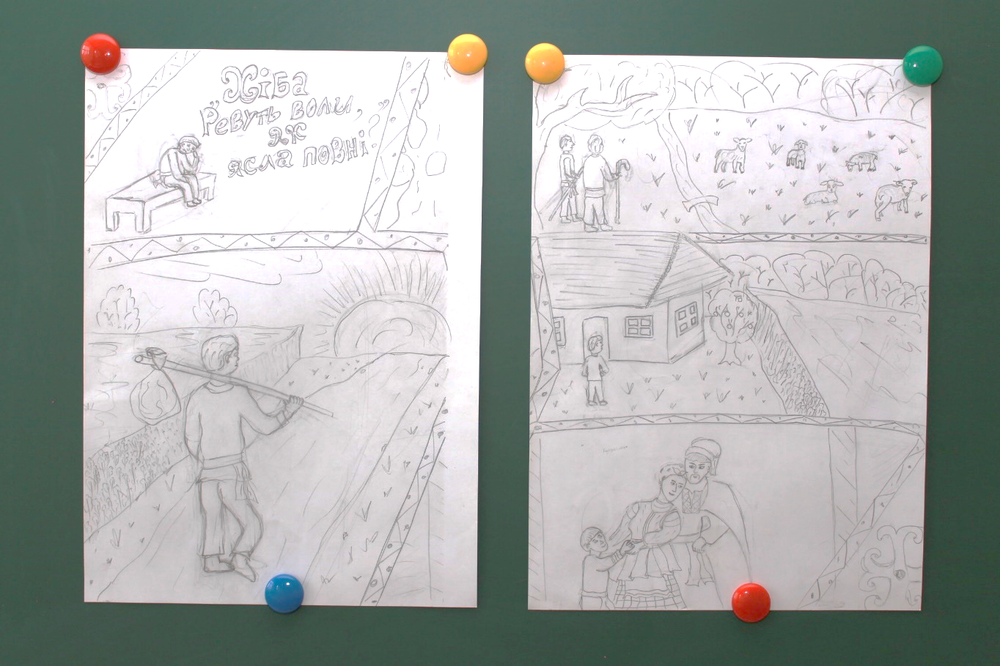 Хіба
„Ревуть воли,
як
ясла повні?”